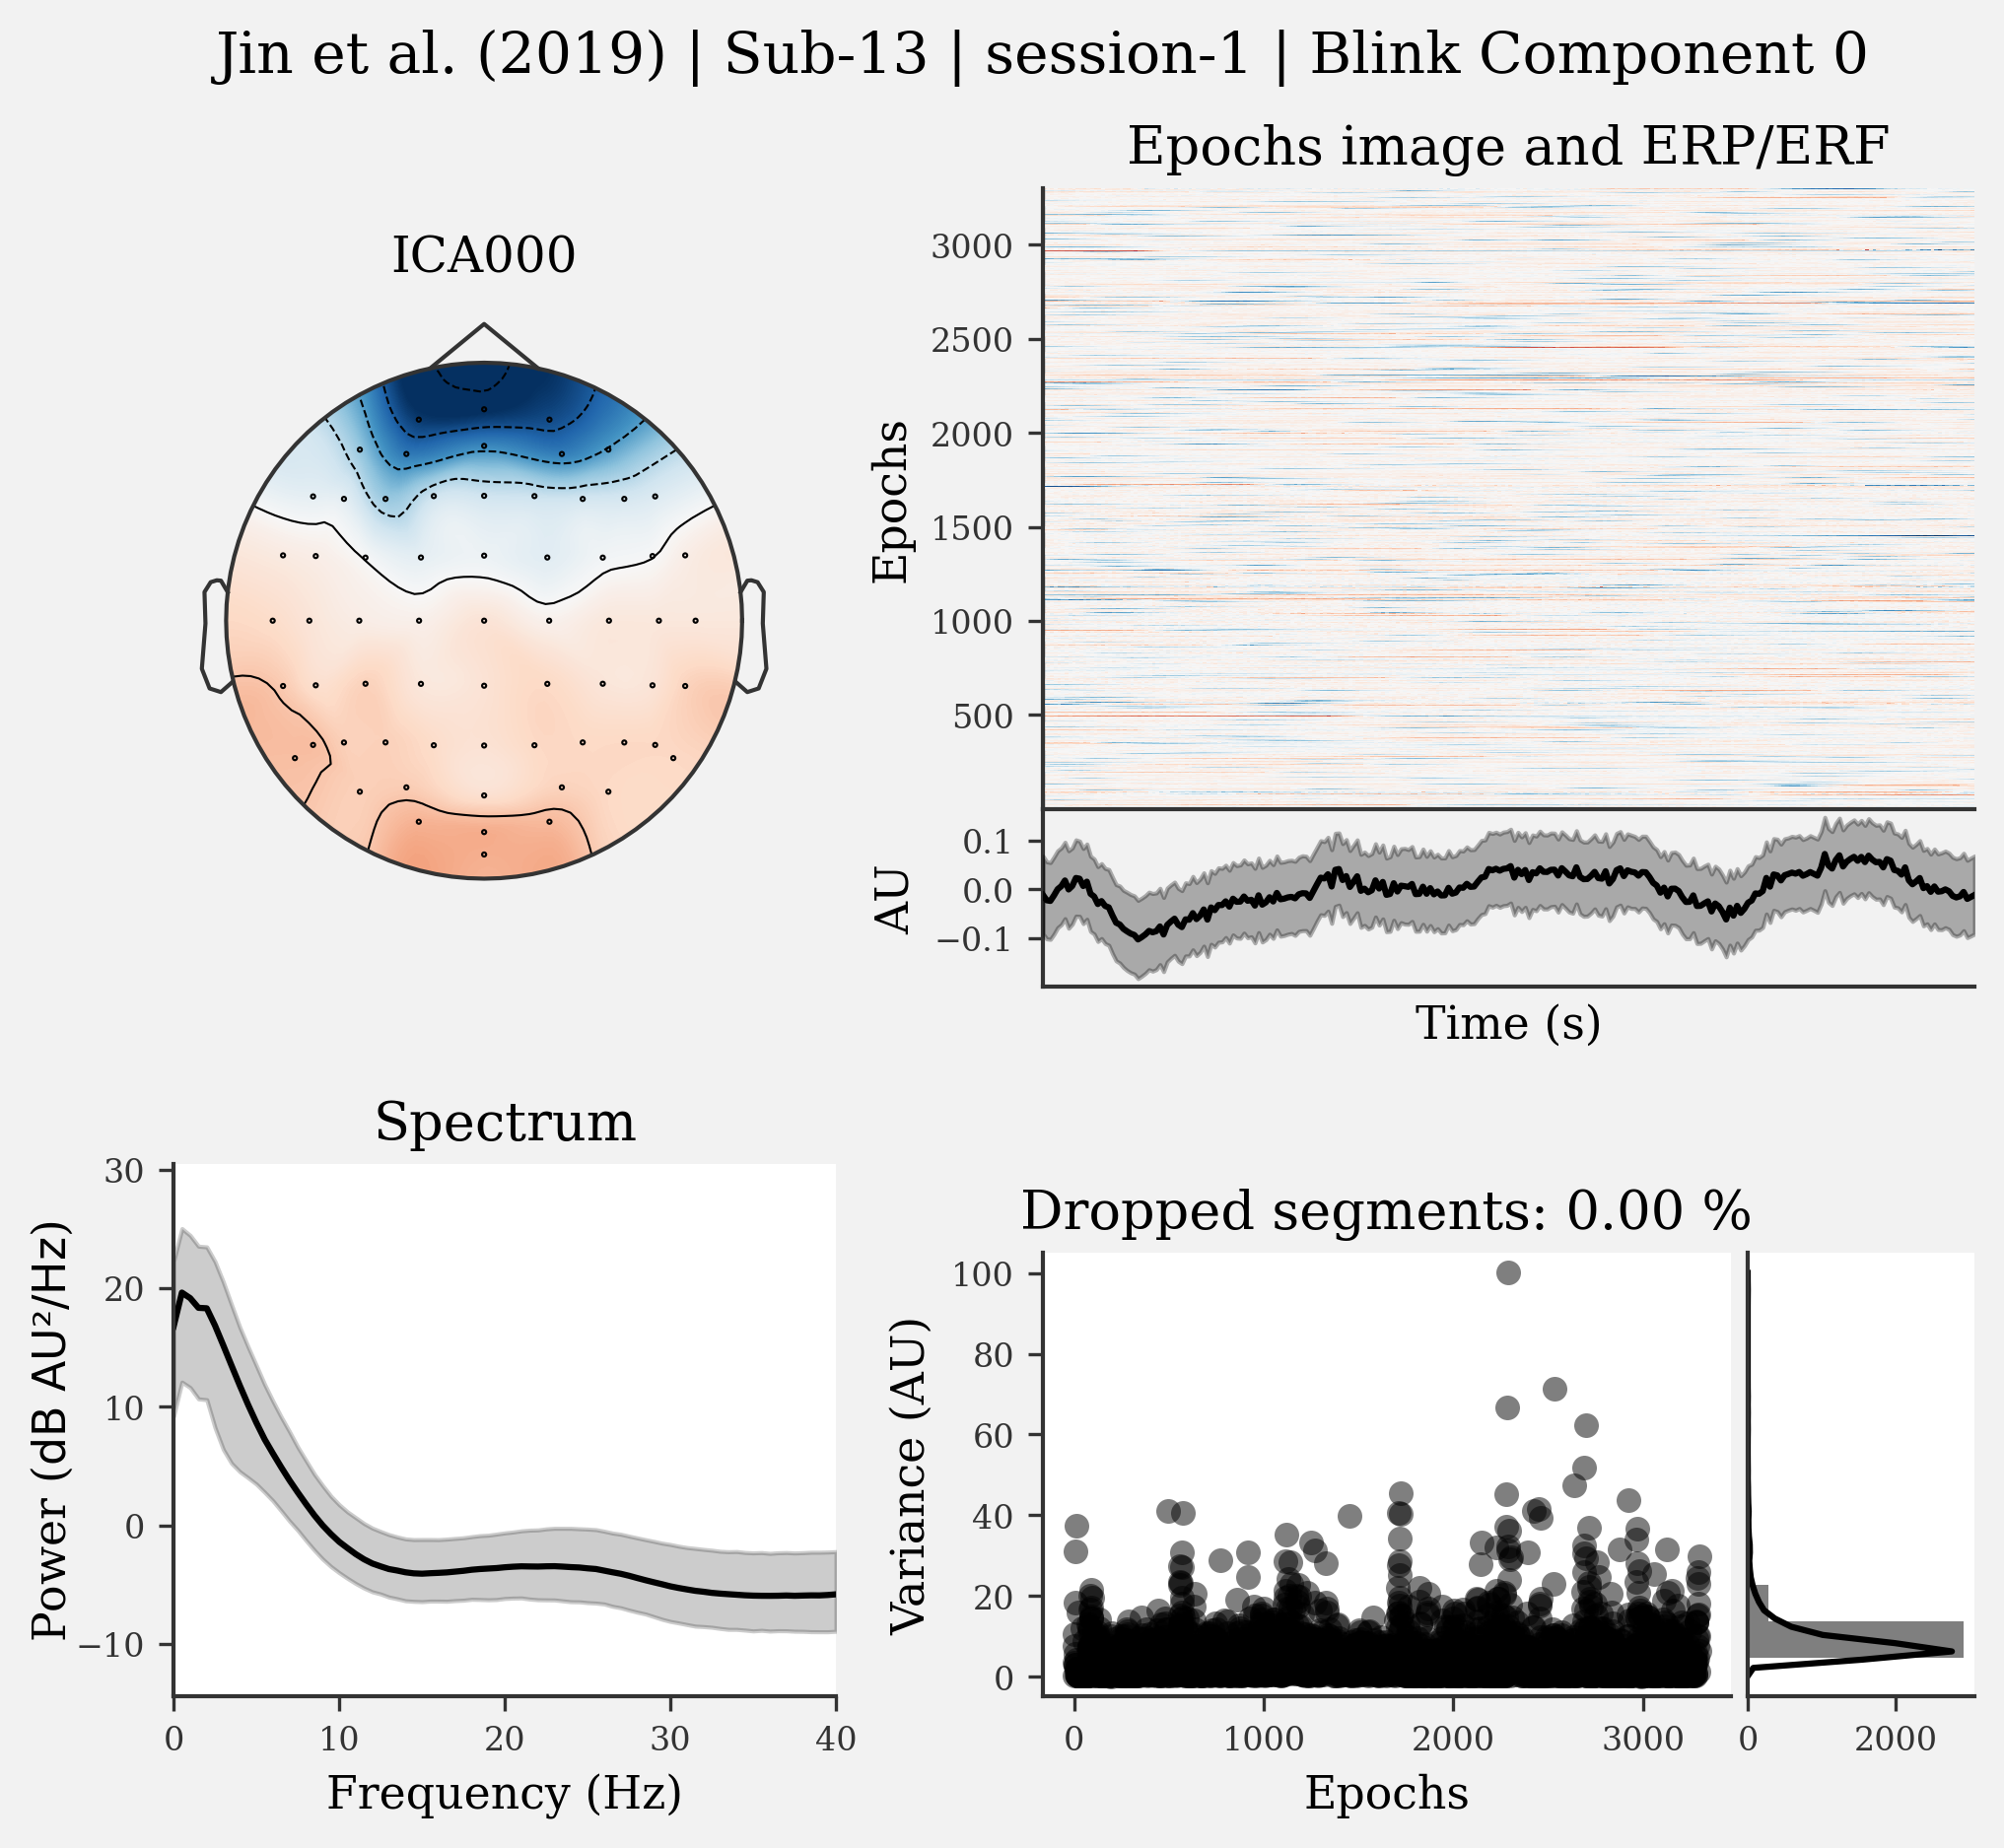 Jin et al. (2019) | Sub-13 | session-1 | Blink Component 0
ICA000
Epochs image and ERP/ERF
Epochs
3000
2500
2000
1500
1000
500
AU
0.1
0.0
−0.1
Time (s)
Spectrum
Power (dB AU²/Hz)
30
20
10
0
−10
0 10 20 30 40
Frequency (Hz)
Dropped segments: 0.00 %
Variance (AU)
100
80
60
40
20
0
0 1000 2000 3000
Epochs
0 2000